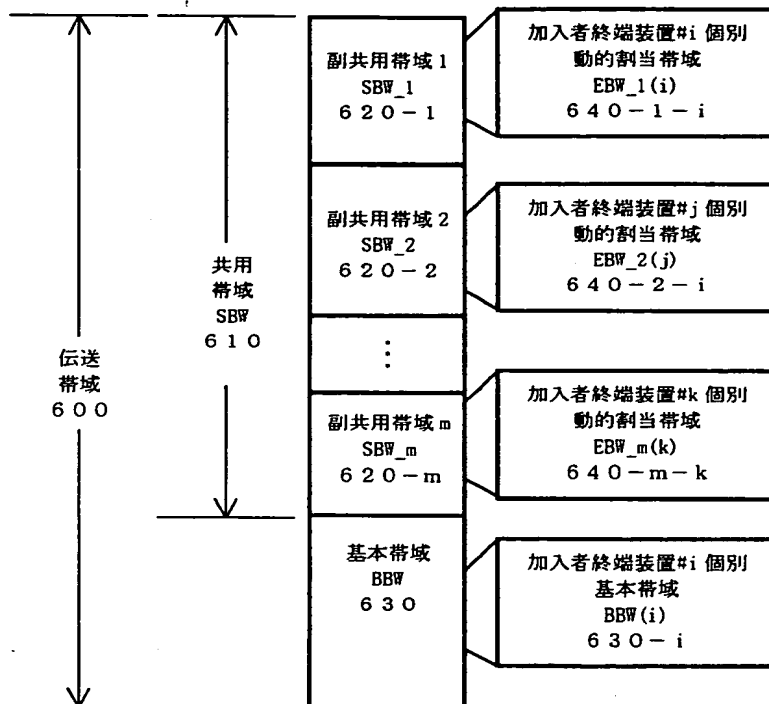 伝送
帯域
６００
共用
帯域
SBW
６１０
副共用帯域1
SBW_1
６２０－１
副共用帯域2
SBW_2
６２０－２
⋮
副共用帯域m
SBW_m
６２０－m
基本帯域
BBW
６３０
加入者終端装置#i 個別
動的割当帯域
EBW_1(i)
６４０－１－i
加入者終端装置#j 個別
動的割当帯域
EBW_2(j)
６４０－２－i
加入者終端装置#k 個別
動的割当帯域
EBW_m(k)
６４０－m－k
加入者終端装置#i 個別
基本帯域
BBW(i)
６３０－i